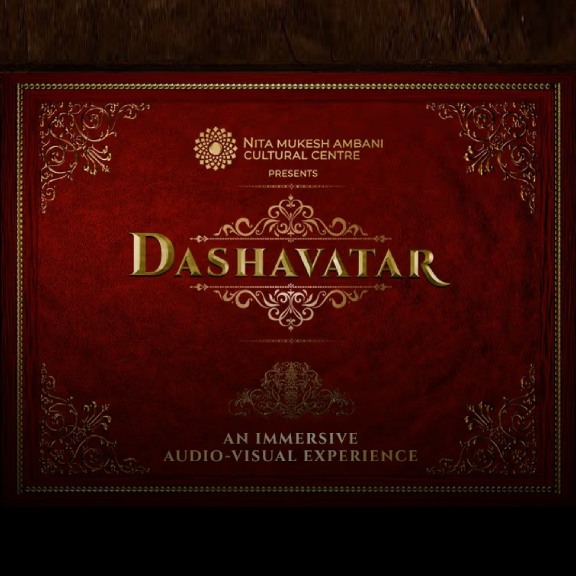 NITA MUKESH AMBANI
CULTURAL CENTRE
PRESENTS
DASHAVATAR
AN IMMERSIVE
AUDIO-VISUAL EXPERIENCE